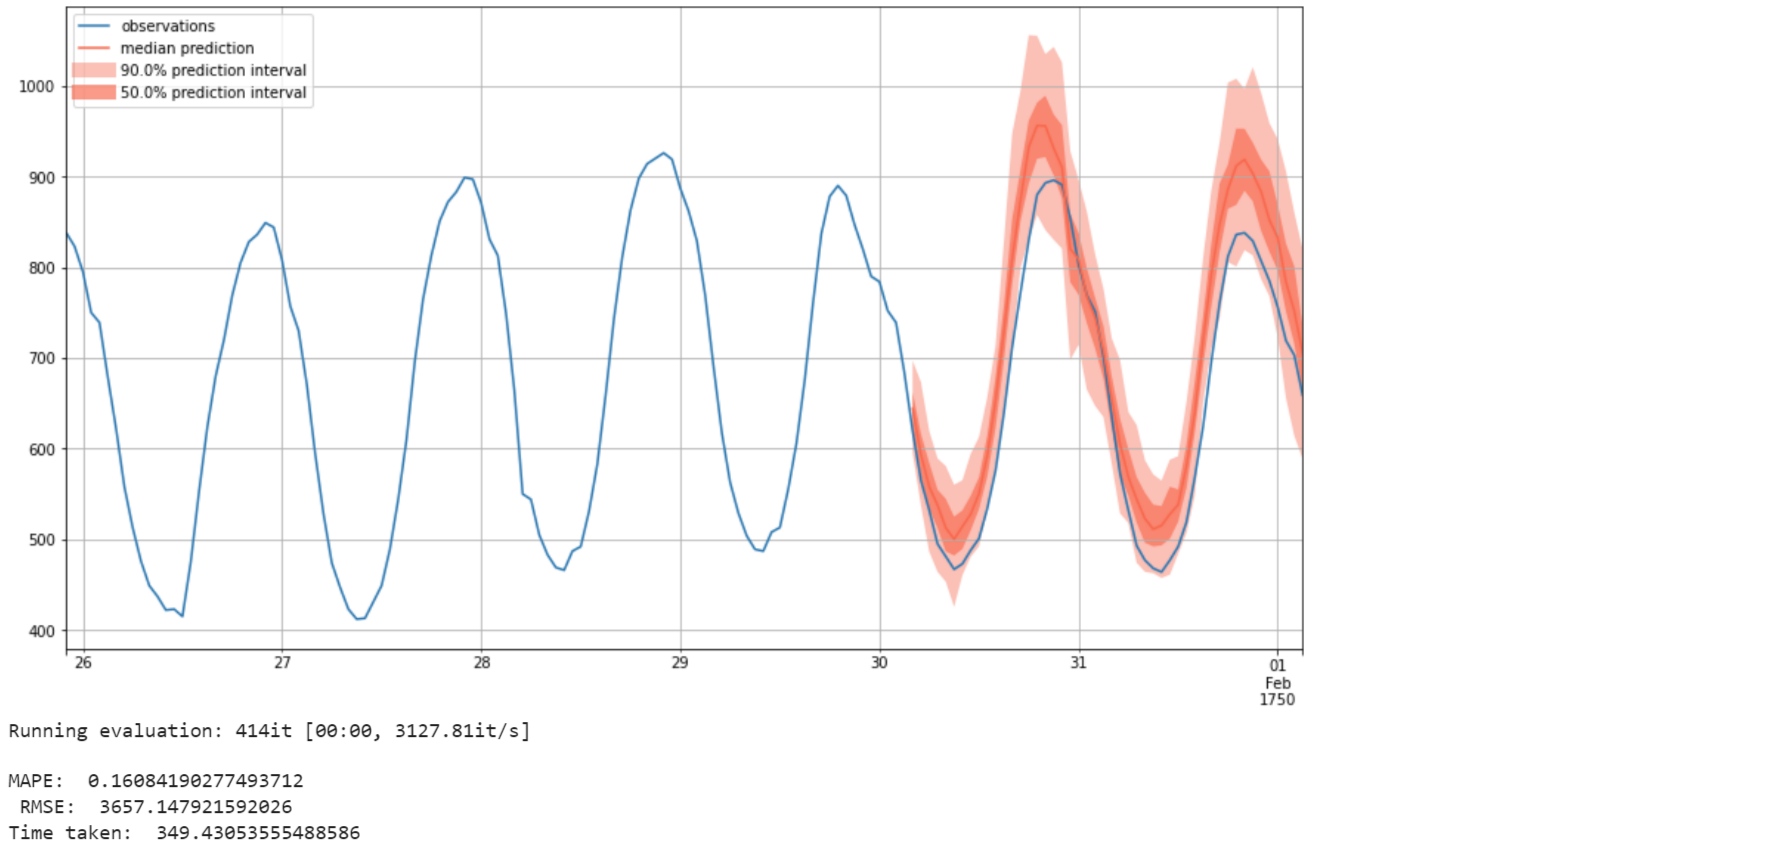 observations
median prediction
90.0% prediction interval
50.0% prediction interval
1000
900
800
700
600
500
400
26 27 28 29 30 31 01
Feb
1750
Running evaluation: 414it [00:00, 3127.81it/s]
MAPE: 0.16084190277493712
RMSE: 3657.147921592026
Time taken: 349.43053555488586